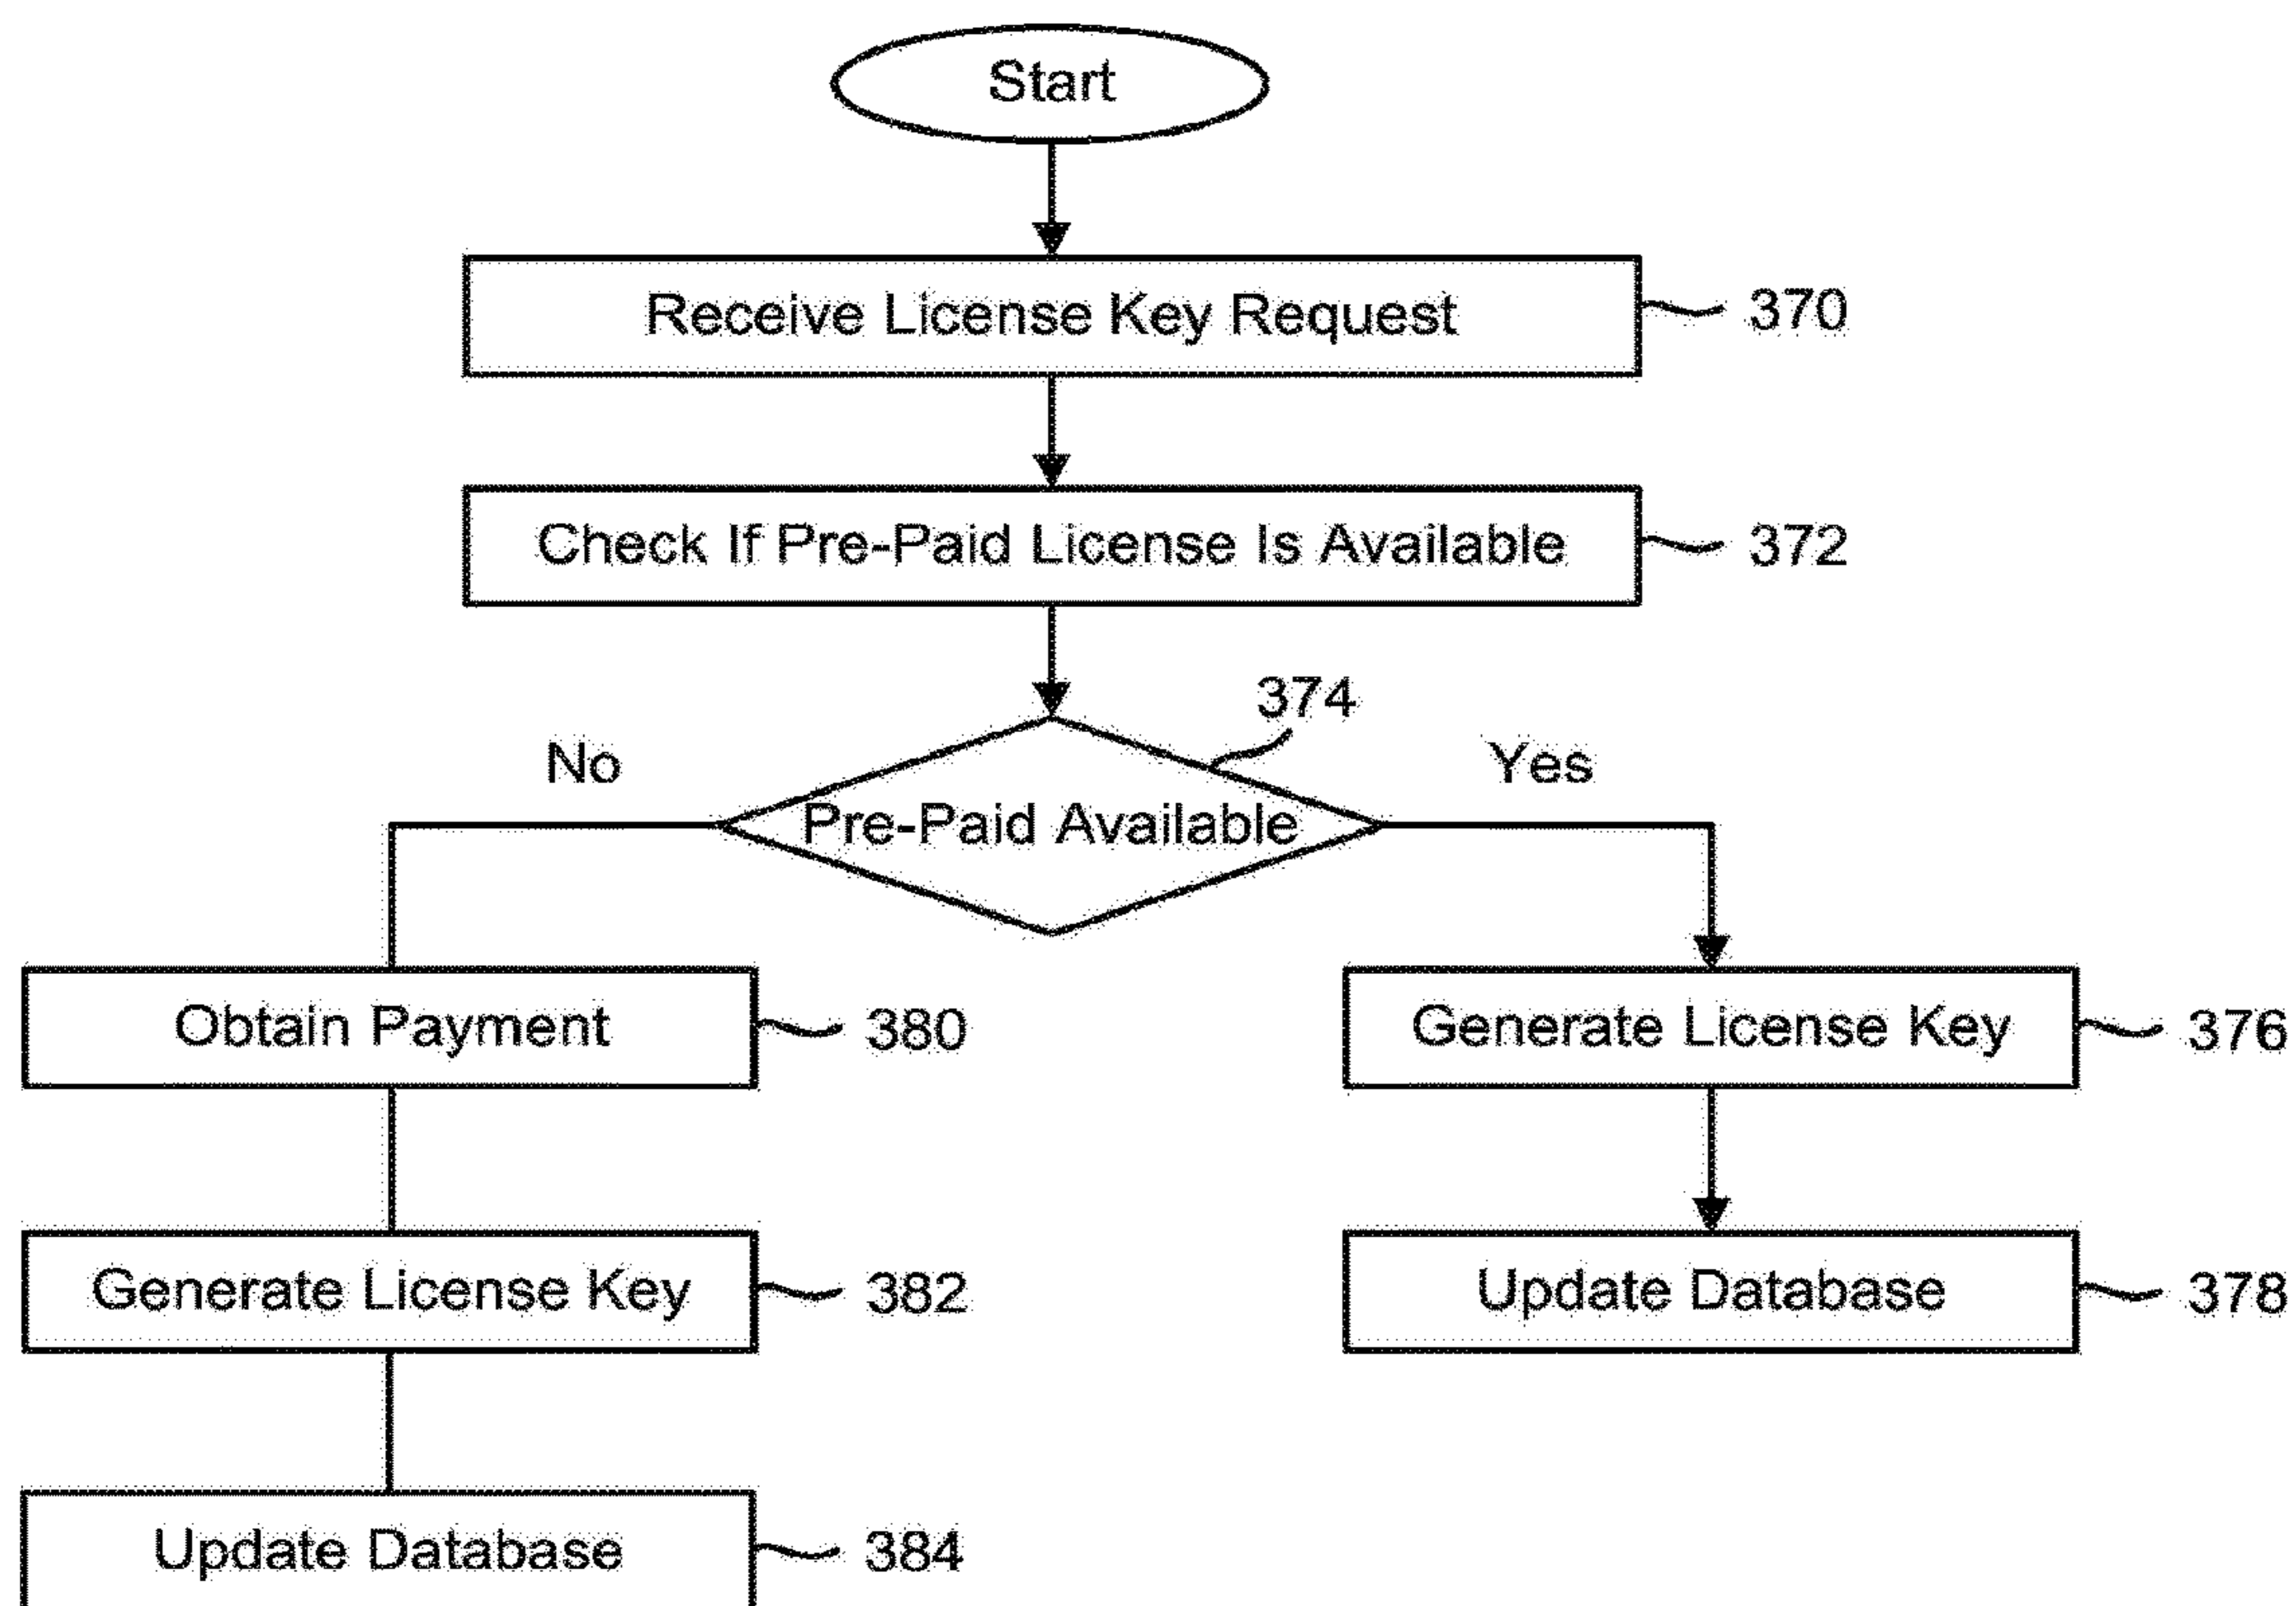 Start
Receive License Key Request
370
Check If Pre-Paid License Is Available
372
374
No
Yes
Pre-Paid Available
Obtain Payment
380
Generate License Key
376
Generate License Key
382
Update Database
378
Update Database
384